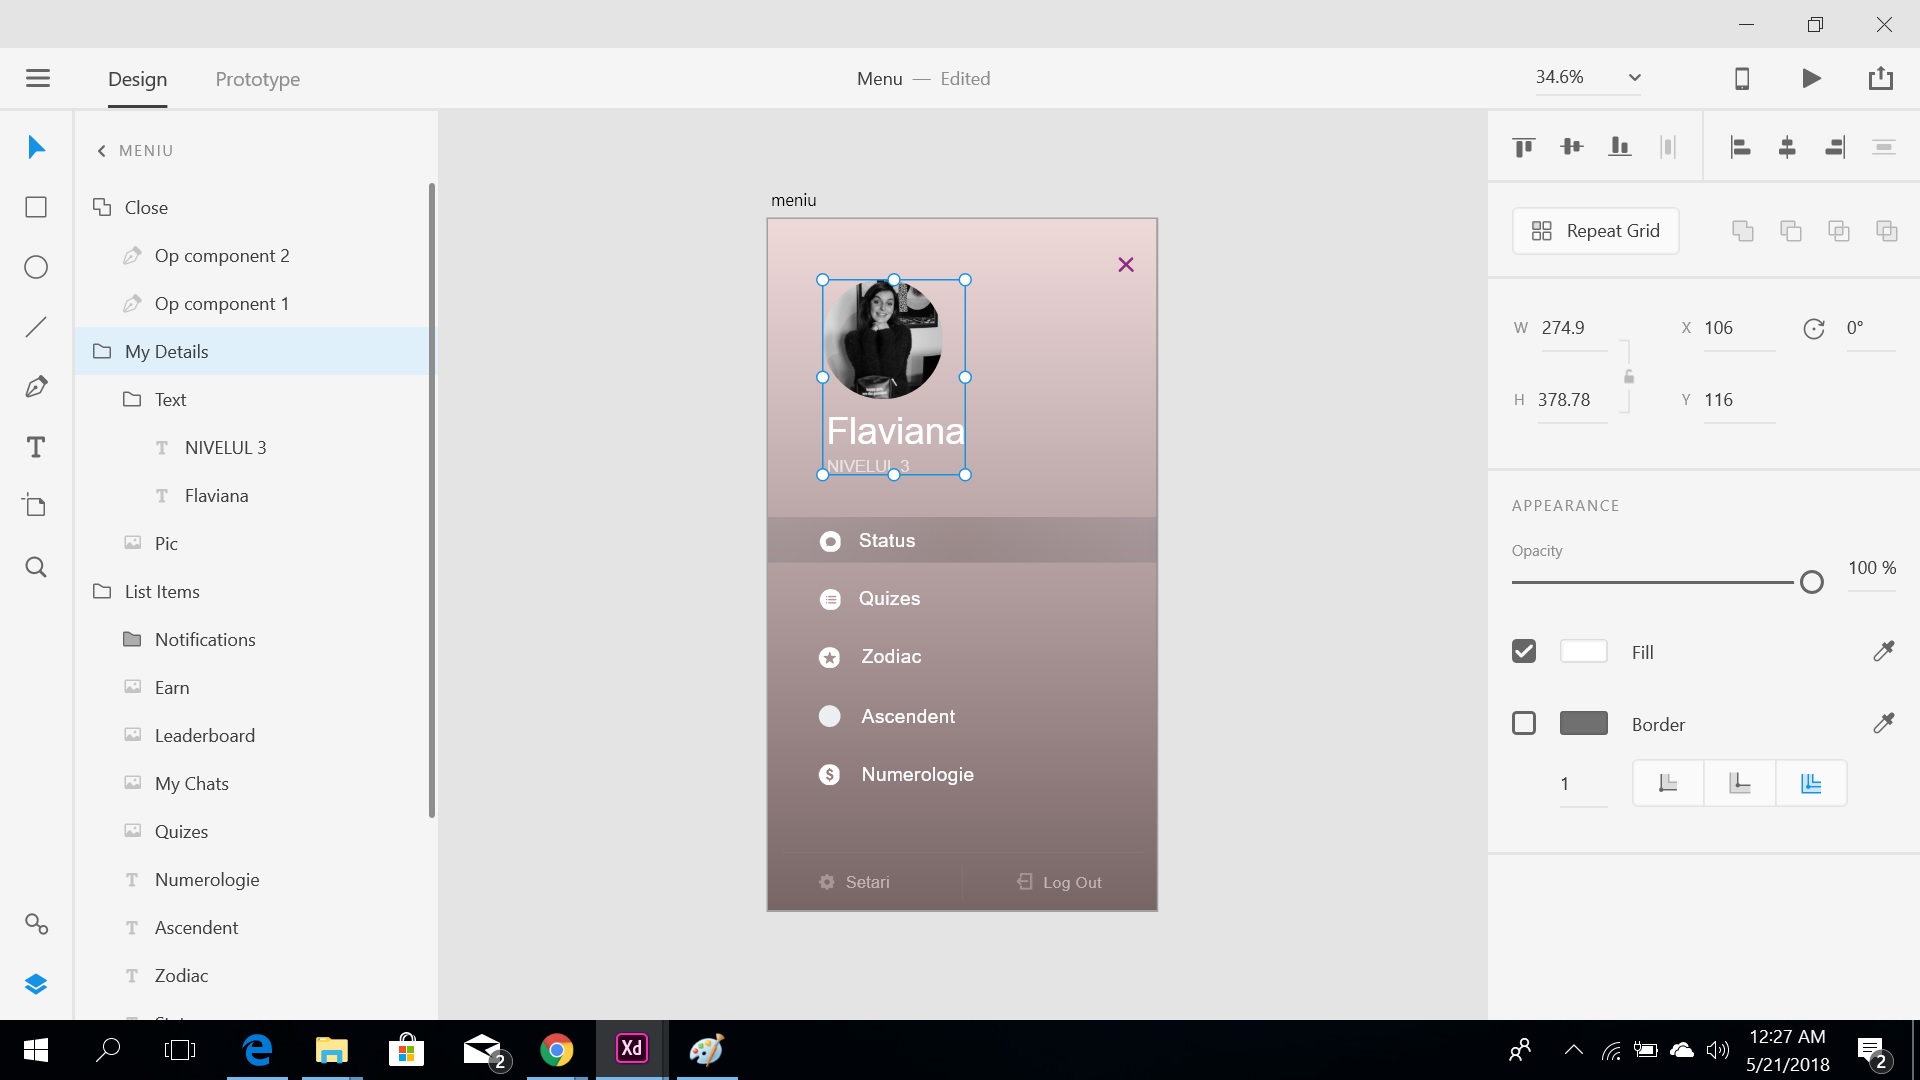 Design
Prototype
Menu — Edited
34.6%
MENIU
Close
Op component 2
Op component 1
My Details
Text
NIVELUL 3
Flaviana
Pic
List Items
Notifications
Earn
Leaderboard
My Chats
Quizes
Numerologie
Ascendent
Zodiac
meniu
Flaviana
NIVELUL 3
Status
Quizes
Zodiac
Ascendent
Numerologie
Setari
Log Out
Repeat Grid
W 274.9
X 106
0°
H 378.78
Y 116
APPEARANCE
Opacity
100 %
Fill
Border
1
2
Xd
12:27 AM
5/21/2018
2